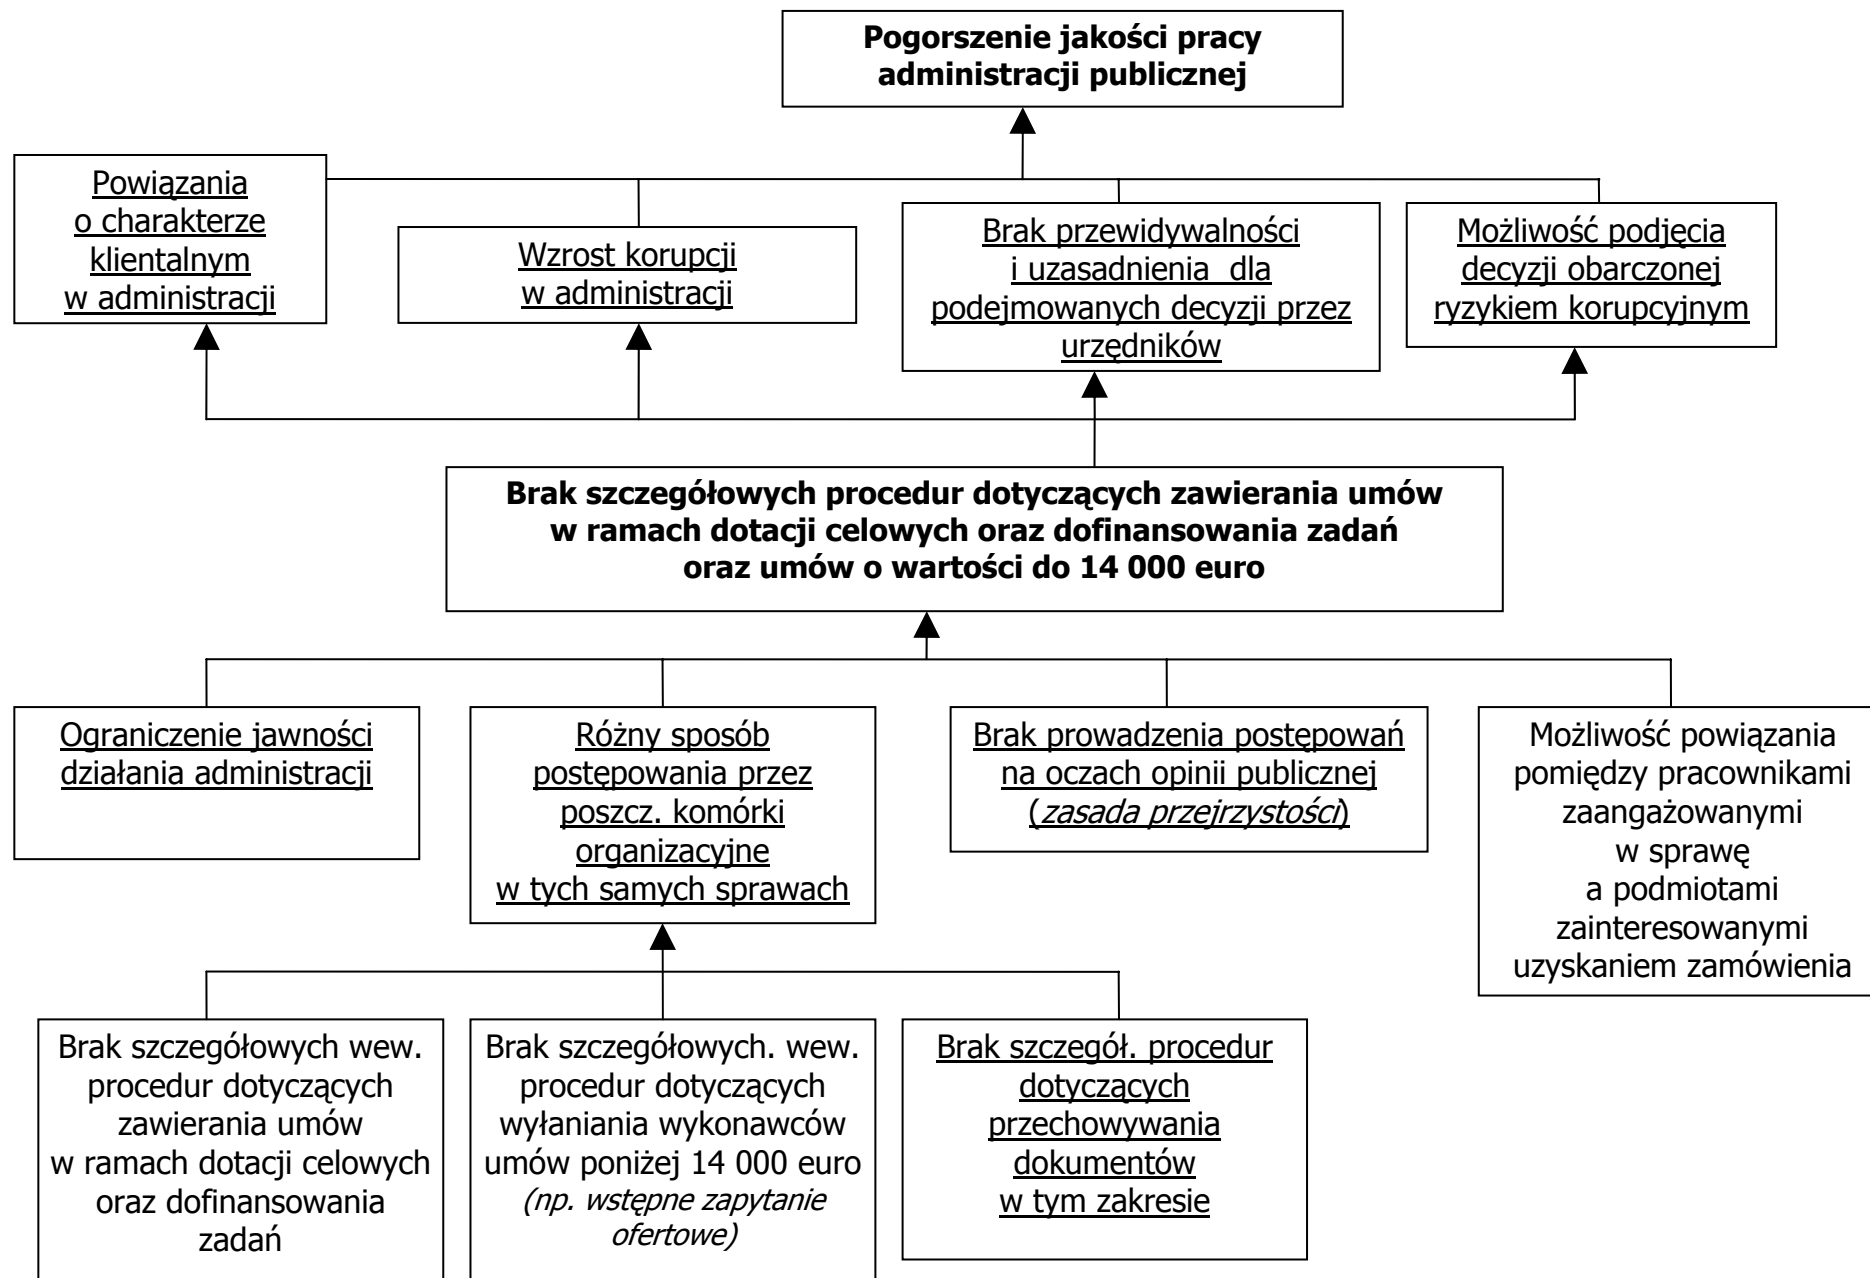 Pogorszenie jakości pracy
administracji publicznej
Powiązania
o charakterze
klientalnym
w administracji
Wzrost korupcji
w administracji
Brak przewidywalności
i uzasadnienia dla
podejmowanych decyzji przez
urzędników
Możliwość podjęcia
decyzji obarczonej
ryzykiem korupcyjnym
Brak szczegółowych procedur dotyczących zawierania umów
w ramach dotacji celowych oraz dofinansowania zadań
oraz umów o wartości do 14 000 euro
Ograniczenie jawności
działania administracji
Różny sposób
postępowania przez
poszcz. komórki
organizacyjne
w tych samych sprawach
Brak prowadzenia postępowań
na oczach opinii publicznej
(zasada przejrzystości)
Możliwość powiązania
pomiędzy pracownikami
zaangażowanymi
w sprawę
a podmiotami
zainteresowanymi
uzyskaniem zamówienia
Brak szczegółowych wew.
procedur dotyczących
zawierania umów
w ramach dotacji celowych
oraz dofinansowania
zadań
Brak szczegółowych. wew.
procedur dotyczących
wyłaniania wykonawców
umów poniżej 14 000 euro
(np. wstępne zapytanie
ofertowe)
Brak szczegół. procedur
dotyczących
przechowywania
dokumentów
w tym zakresie